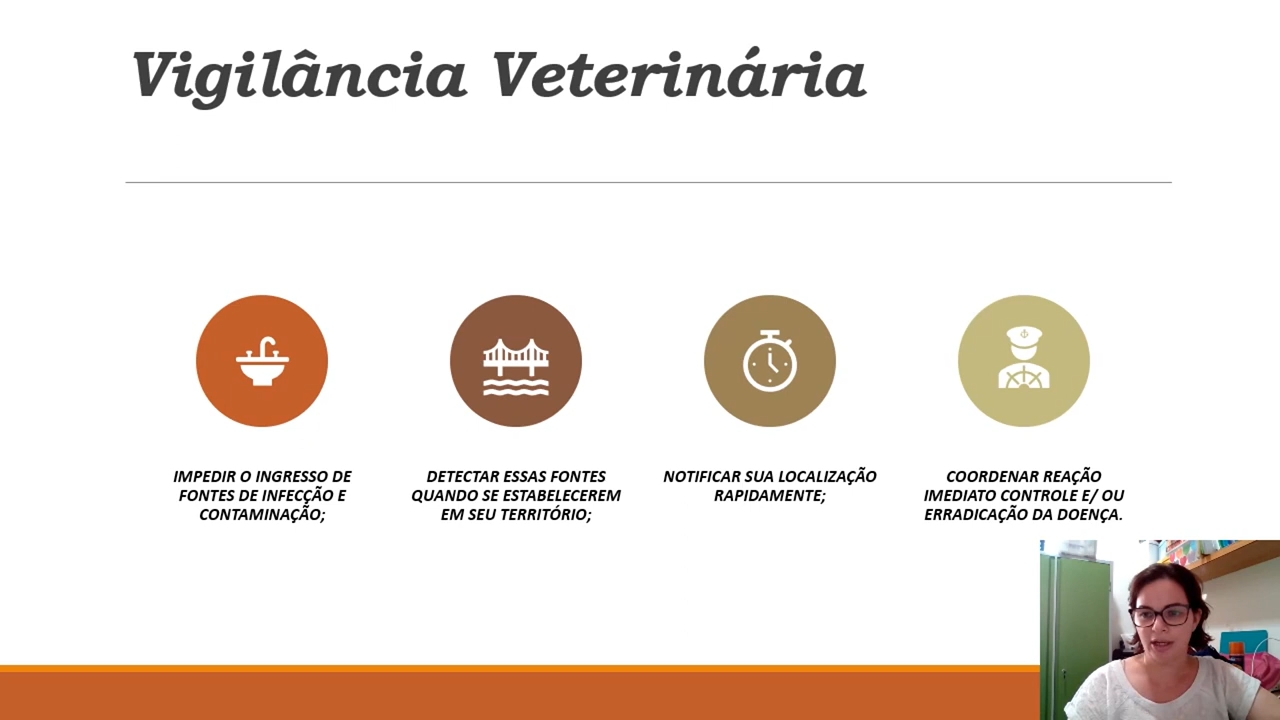 Vigilância Veterinária
IMPEDIR O INGRESSO DE
FONTES DE INFECÇÃO E
CONTAMINAÇÃO;
DETECTAR ESSAS FONTES
QUANDO SE ESTABELECEREM
EM SEU TERRITÓRIO;
NOTIFICAR SUA LOCALIZAÇÃO
RAPIDAMENTE;
COORDENAR REAÇÃO
IMEDIATO CONTROLE E/ OU
ERRADICAÇÃO DA DOENÇA.